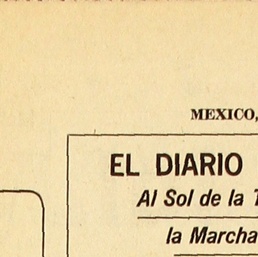 MEXICO,
EL DIARIO
Al Sol de la
la Marcha